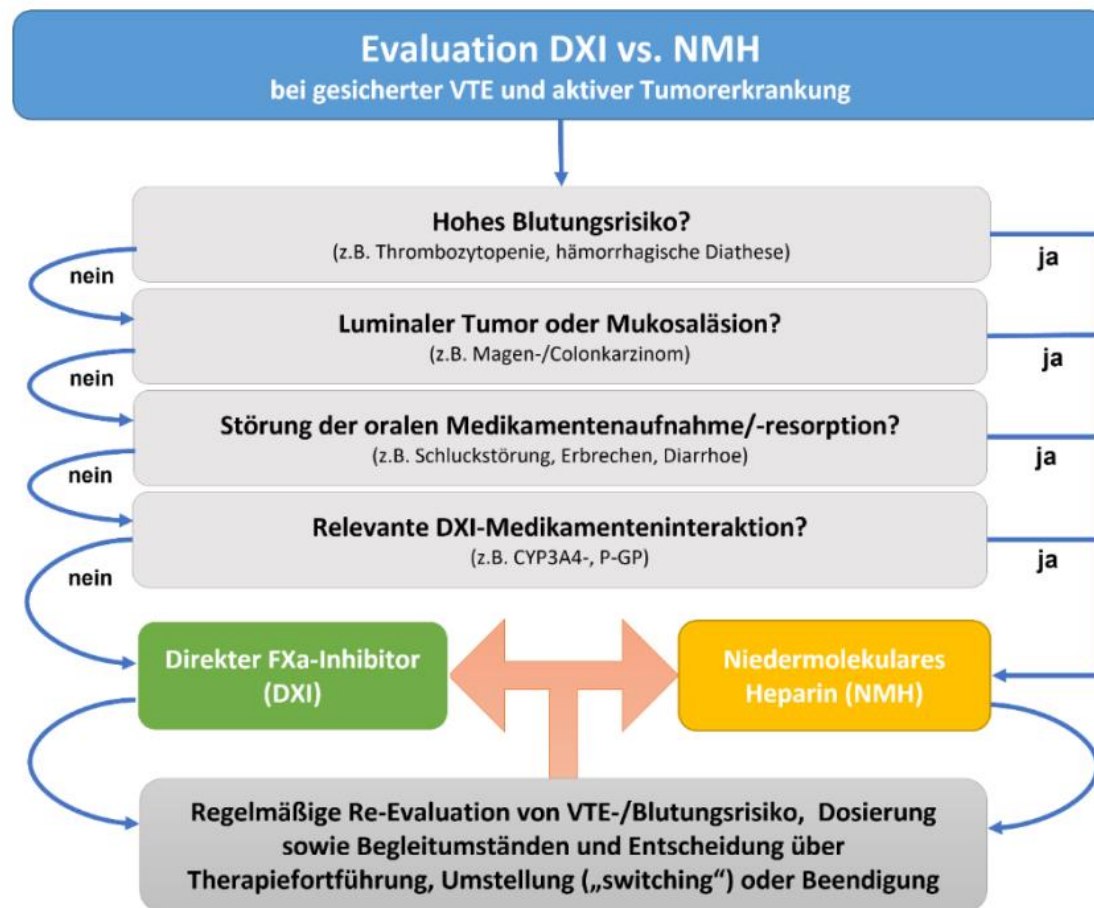 Evaluation DXI vs. NMH
bei gesicherter VTE und aktiver Tumorerkrankung
Hohes Blutungsrisiko?
(z.B. Thrombozytopenie, hämorrhagische Diathese)
nein
ja
Luminaler Tumor oder Mukosaläsion?
(z.B. Magen-/Colonkarzinom)
nein
ja
Störung der oralen Medikamentenaufnahme/-resorption?
(z.B. Schluckstörung, Erbrechen, Diarrhoe)
nein
ja
Relevante DXI-Medikamenteninteraktion?
(z.B. CYP3A4-, P-GP)
nein
ja
Direkter FXa-Inhibitor
(DXI)
Niedermolekulares
Heparin (NMH)
Regelmäßige Re-Evaluation von VTE-/Blutungsrisiko, Dosierung
sowie Begleitumständen und Entscheidung über
Therapiefortführung, Umstellung („switching“) oder Beendigung